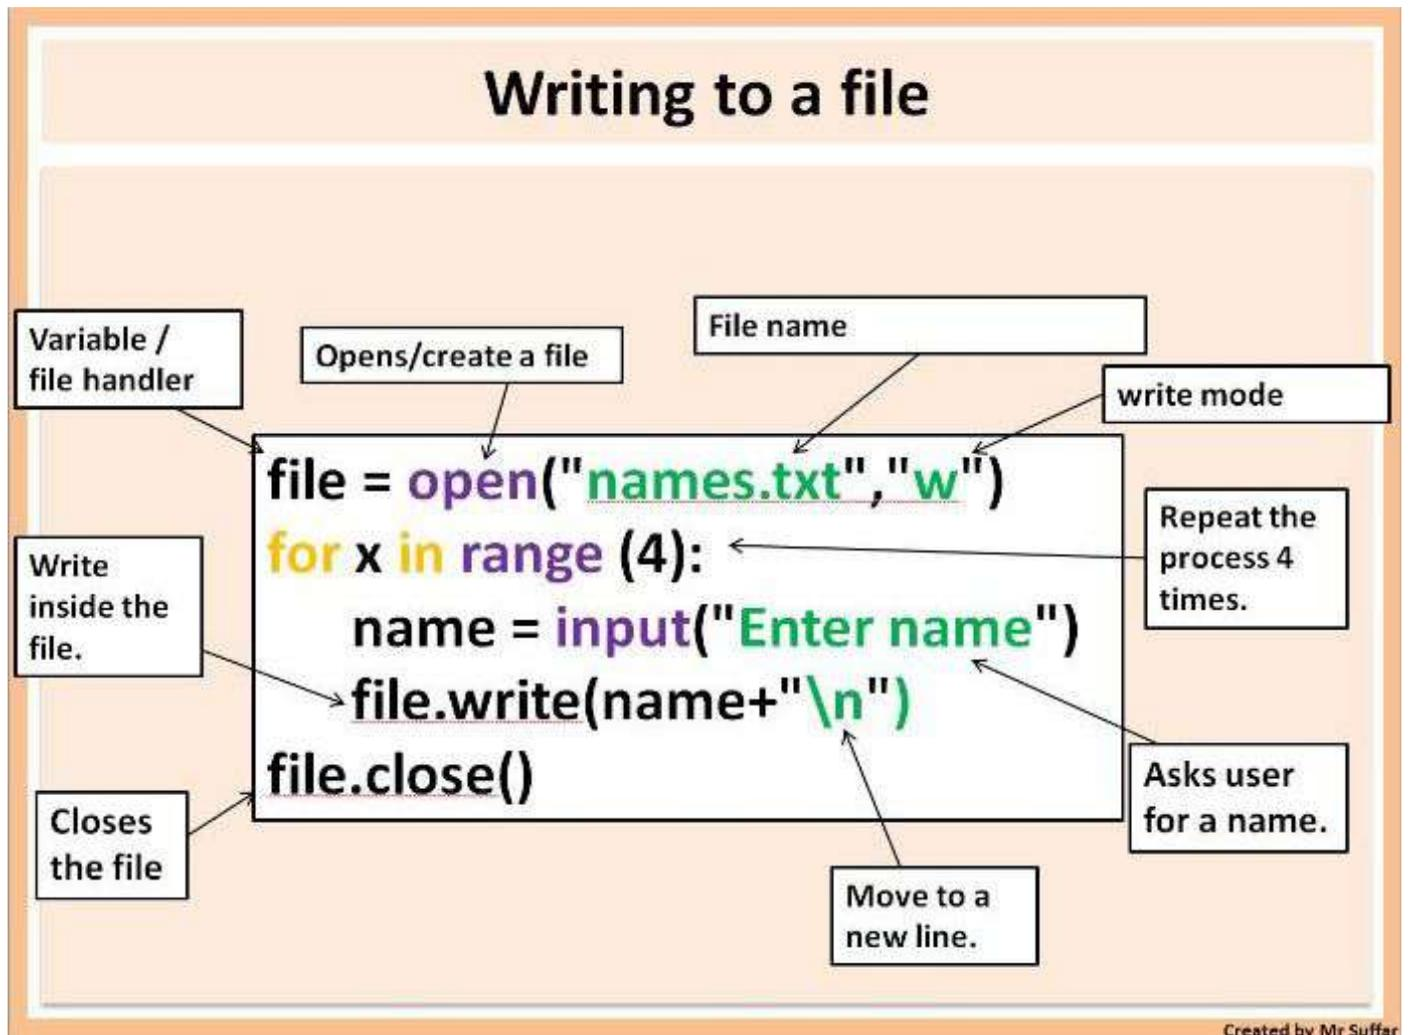 Writing to a file
Variable /
file handler
Opens/create a file
File name
write mode
file = open("names.txt","w")
for x in range (4):
name = input("Enter name")
file.write(name+"\n")
file.close()
Write
inside the
file.
Repeat the
process 4
times.
Closes
the file
Asks user
for a name.
Move to a
new line.
Created by Mr Suffar